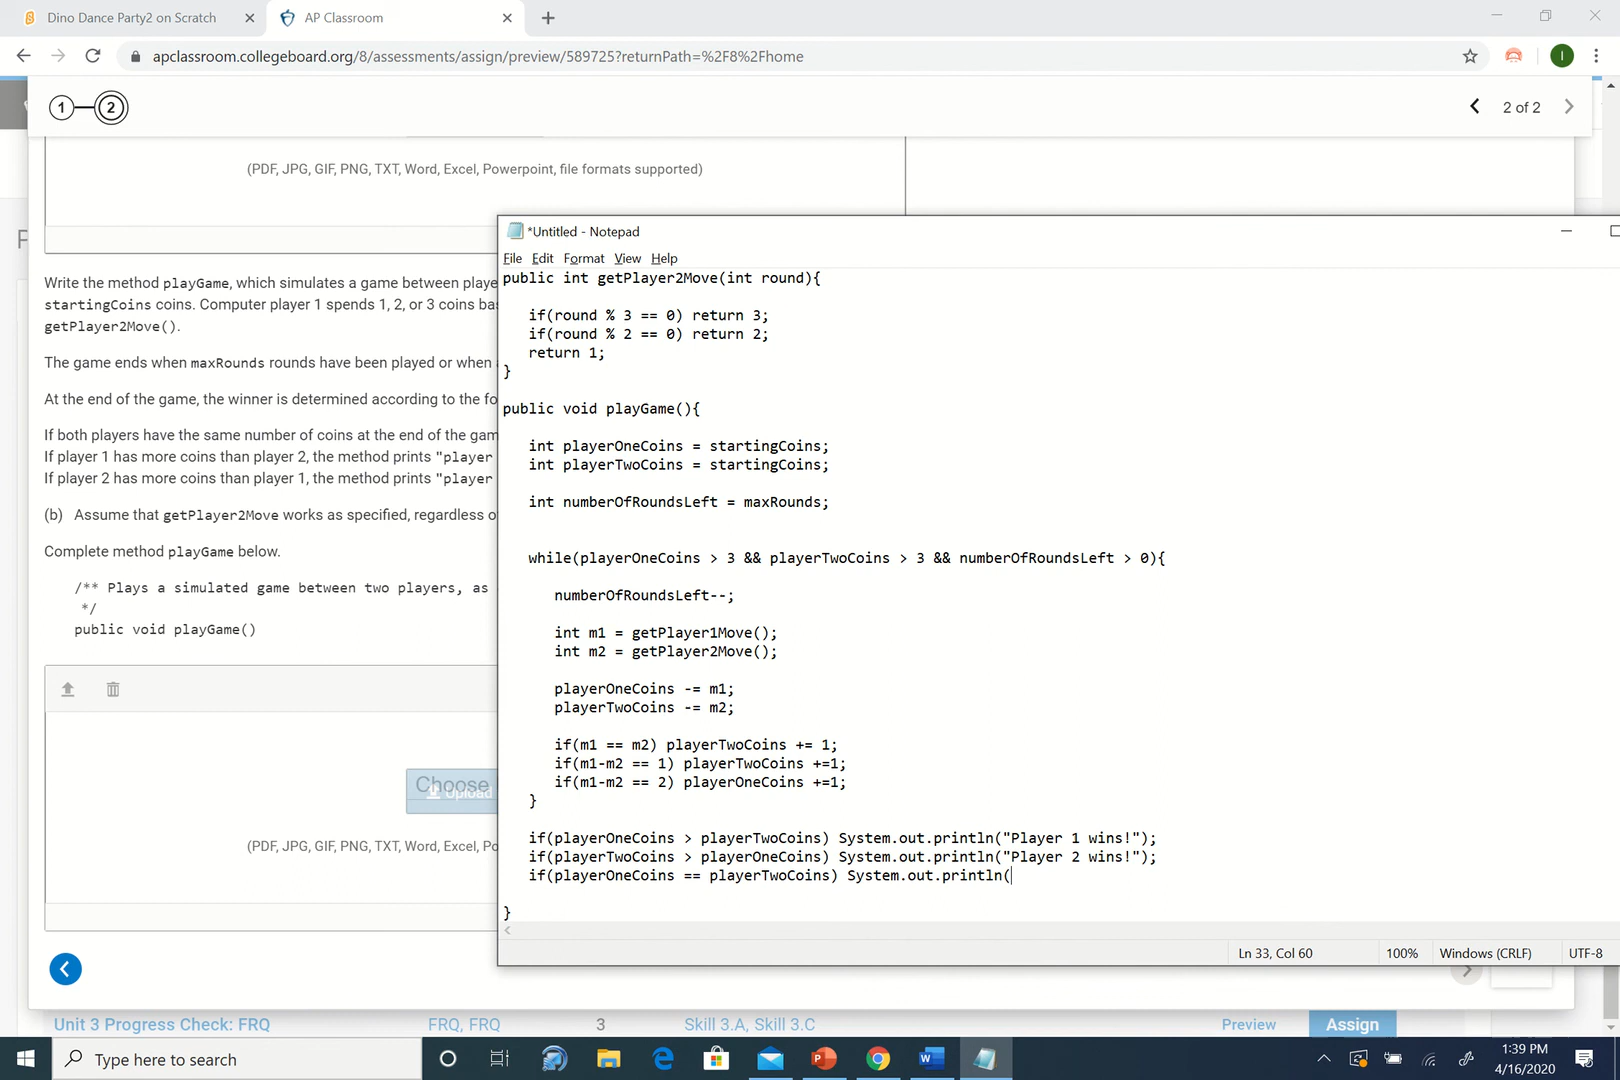 Dino Dance Party2 on Scratch
AP Classroom
apclassroom.collegeboard.org/8/assessments/assign/preview/589725?returnPath=%2F8%2Fhome
I
1 2
2 of 2
(PDF, JPG, GIF, PNG, TXT, Word, Excel, Powerpoint, file formats supported)
Write the method playGame, which simulates a game between playe
startingCoins coins. Computer player 1 spends 1, 2, or 3 coins ba
getPlayer2Move().
The game ends when maxRounds rounds have been played or when
At the end of the game, the winner is determined according to the fo
If both players have the same number of coins at the end of the gam
If player 1 has more coins than player 2, the method prints "player
If player 2 has more coins than player 1, the method prints "player
(b) Assume that getPlayer2Move works as specified, regardless o
Complete method playGame below.
/** Plays a simulated game between two players, as
*/
public void playGame()
Choose
Upload
(PDF, JPG, GIF, PNG, TXT, Word, Excel, Po
*Untitled - Notepad
File Edit Format View Help
public int getPlayer2Move(int round){
if(round % 3 == 0) return 3;
if(round % 2 == 0) return 2;
return 1;
}
public void playGame(){
int playerOneCoins = startingCoins;
int playerTwoCoins = startingCoins;
int numberOfRoundsLeft = maxRounds;
while(playerOneCoins > 3 && playerTwoCoins > 3 && numberOfRoundsLeft > 0){
numberOfRoundsLeft--;
int m1 = getPlayer1Move();
int m2 = getPlayer2Move();
playerOneCoins -= m1;
playerTwoCoins -= m2;
if(m1 == m2) playerTwoCoins += 1;
if(m1-m2 == 1) playerTwoCoins +=1;
if(m1-m2 == 2) playerOneCoins +=1;
}
if(playerOneCoins > playerTwoCoins) System.out.println("Player 1 wins!");
if(playerTwoCoins > playerOneCoins) System.out.println("Player 2 wins!");
if(playerOneCoins == playerTwoCoins) System.out.println(
}
Ln 33, Col 60
100%
Windows (CRLF)
UTF-8
Unit 3 Progress Check: FRQ
FRQ, FRQ
3
Skill 3.A, Skill 3.C
Preview
Assign
Type here to search
1:39 PM
4/16/2020